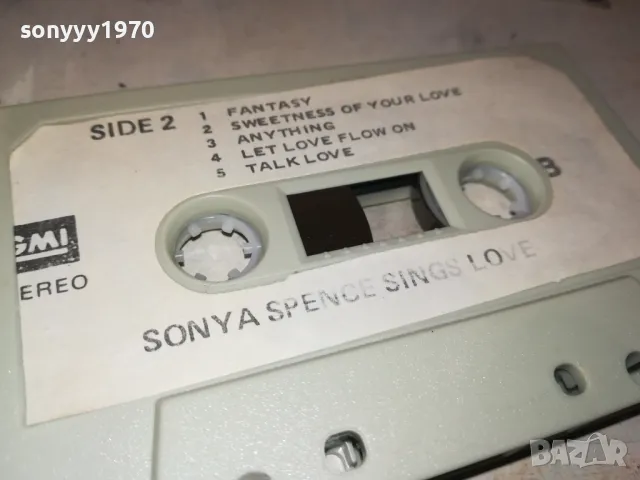 sonyyy1970
SIDE 2
1 FANTASY
2 SWEETNESS OF YOUR LOVE
3 ANYTHING
4 LET LOVE FLOW ON
5 TALK LOVE
B
GMI
EREO
SONYA SPENCE SINGS LOVE
BAZAR